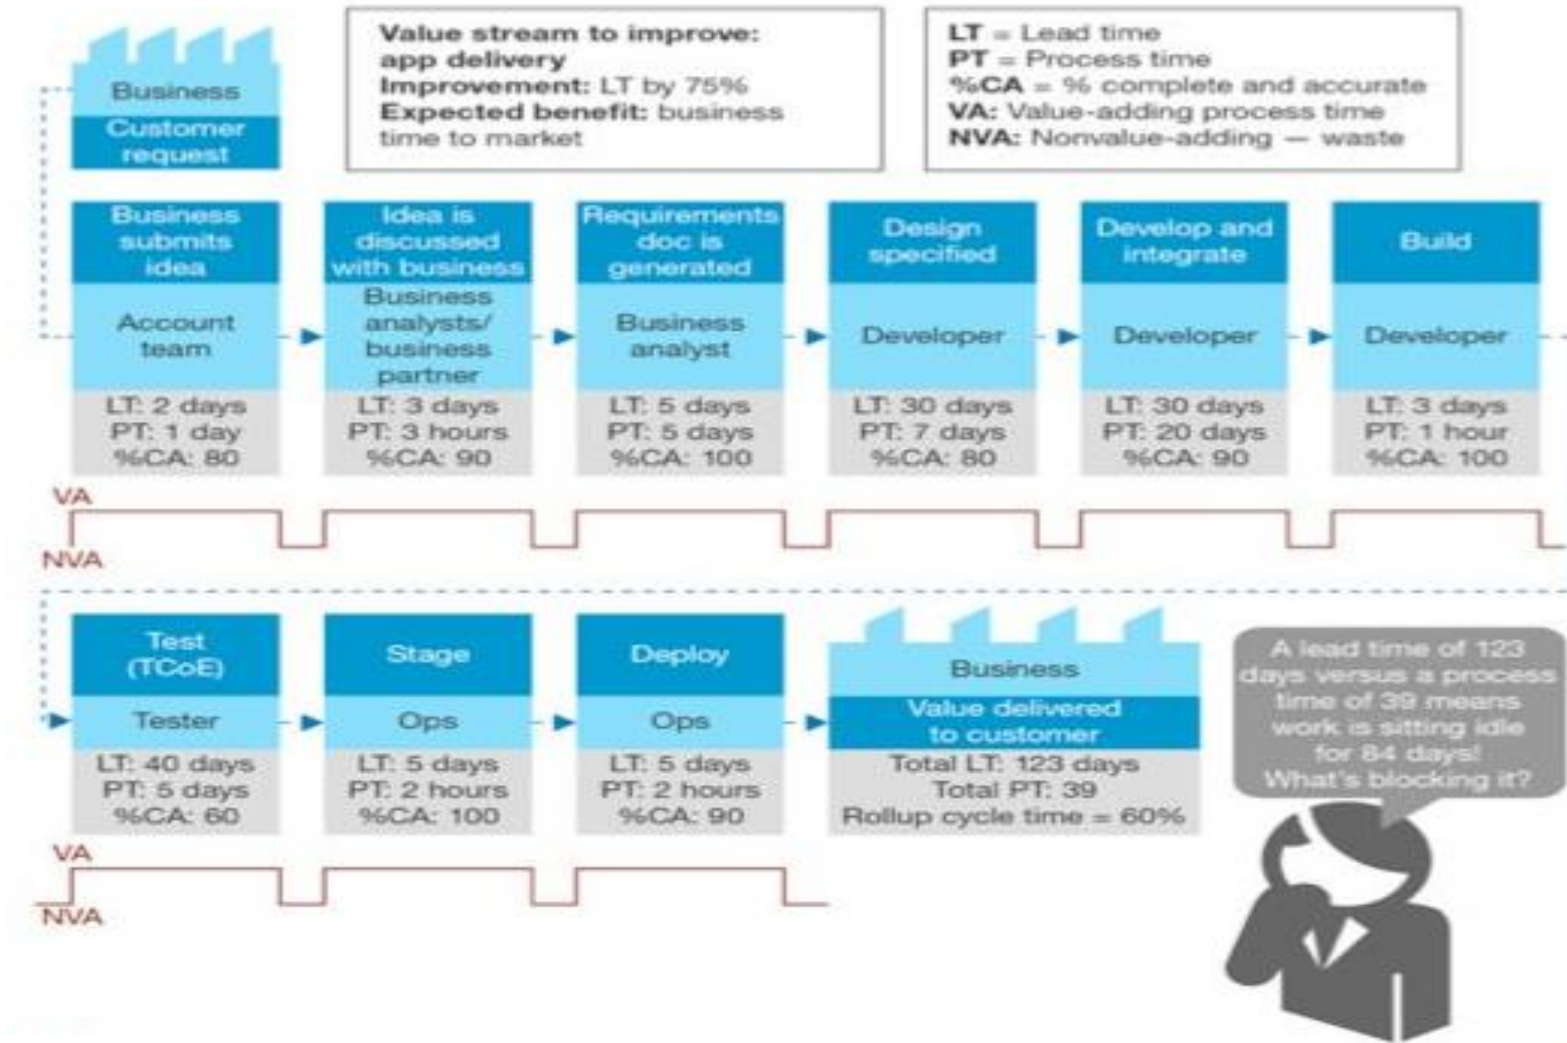 Business
Customer
request
Value stream to improve:
app delivery
Improvement: LT by 75%
Expected benefit: business
time to market
LT = Lead time
PT = Process time
%CA = % complete and accurate
VA: Value-adding process time
NVA: Nonvalue-adding — waste
Business
submits
idea
Account
team
LT: 2 days
PT: 1 day
%CA: 80
Idea is
discussed
with business
Business
analysts/
business
partner
LT: 3 days
PT: 3 hours
%CA: 90
Requirements
doc is
generated
Business
analyst
LT: 5 days
PT: 5 days
%CA: 100
Design
specified
Developer
LT: 30 days
PT: 7 days
%CA: 80
Develop and
integrate
Developer
LT: 30 days
PT: 20 days
%CA: 90
Build
Developer
LT: 3 days
PT: 1 hour
%CA: 100
VA
NVA
Test
(TCoE)
Tester
LT: 40 days
PT: 5 days
%CA: 60
Stage
Ops
LT: 5 days
PT: 2 hours
%CA: 100
Deploy
Ops
LT: 5 days
PT: 2 hours
%CA: 90
Business
Value delivered
to customer
Total LT: 123 days
Total PT: 39
Rollup cycle time = 60%
A lead time of 123
days versus a process
time of 39 means
work is sitting idle
for 84 days!
What's blocking it?
VA
NVA